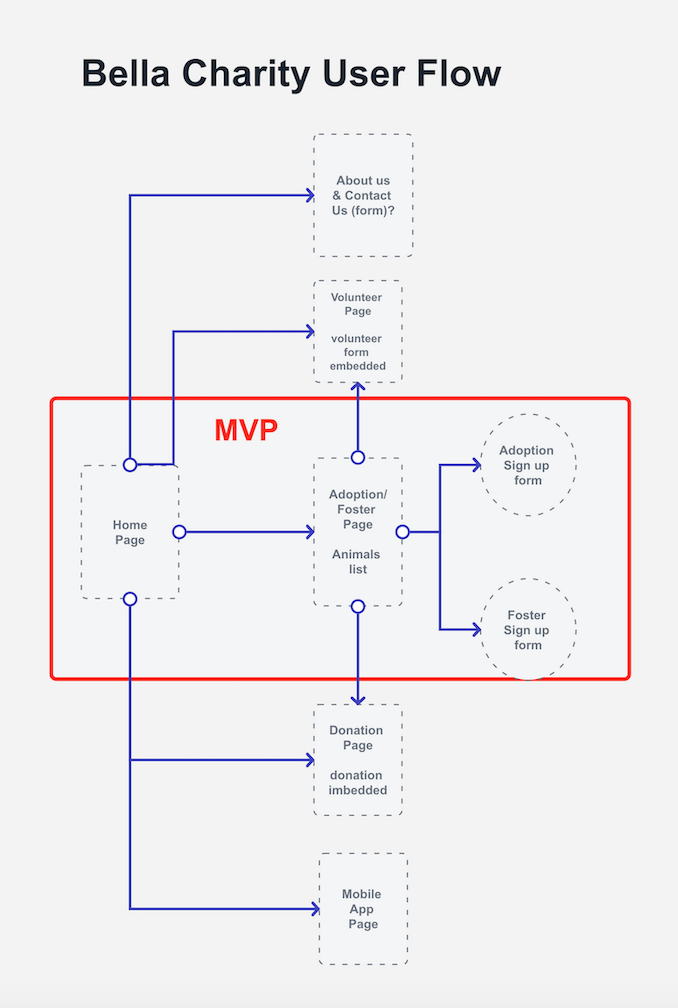 Bella Charity User Flow
About us
& Contact
Us (form)?
Volunteer
Page
volunteer
form
embedded
MVP
Home
Page
Adoption/
Foster
Page
Animals
list
Adoption
Sign up
form
Foster
Sign up
form
Donation
Page
donation
imbedded
Mobile
App
Page